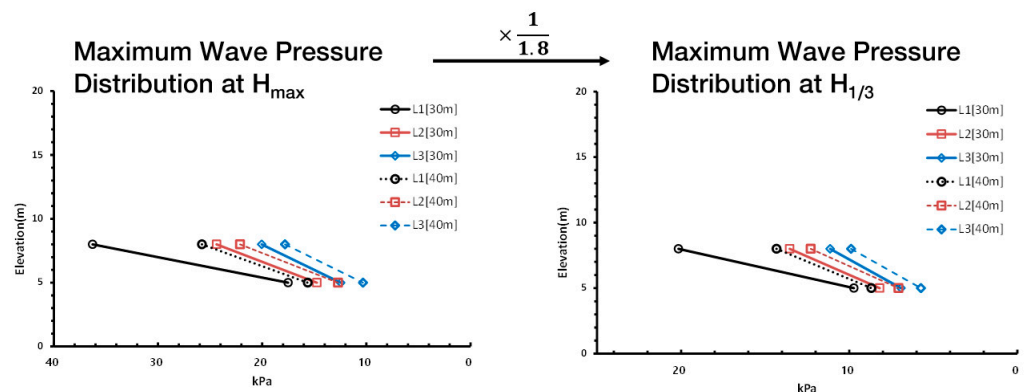 Maximum Wave Pressure
Distribution at Hmax
× 1/1.8
Maximum Wave Pressure
Distribution at H1/3
20
15
10
5
0
Elevation(m)
40 30 20 10 0
kPa
L1[30m]
L2[30m]
L3[30m]
L1[40m]
L2[40m]
L3[40m]
20
15
10
5
0
Elevation(m)
20 10 0
kPa
L1[30m]
L2[30m]
L3[30m]
L1[40m]
L2[40m]
L3[40m]